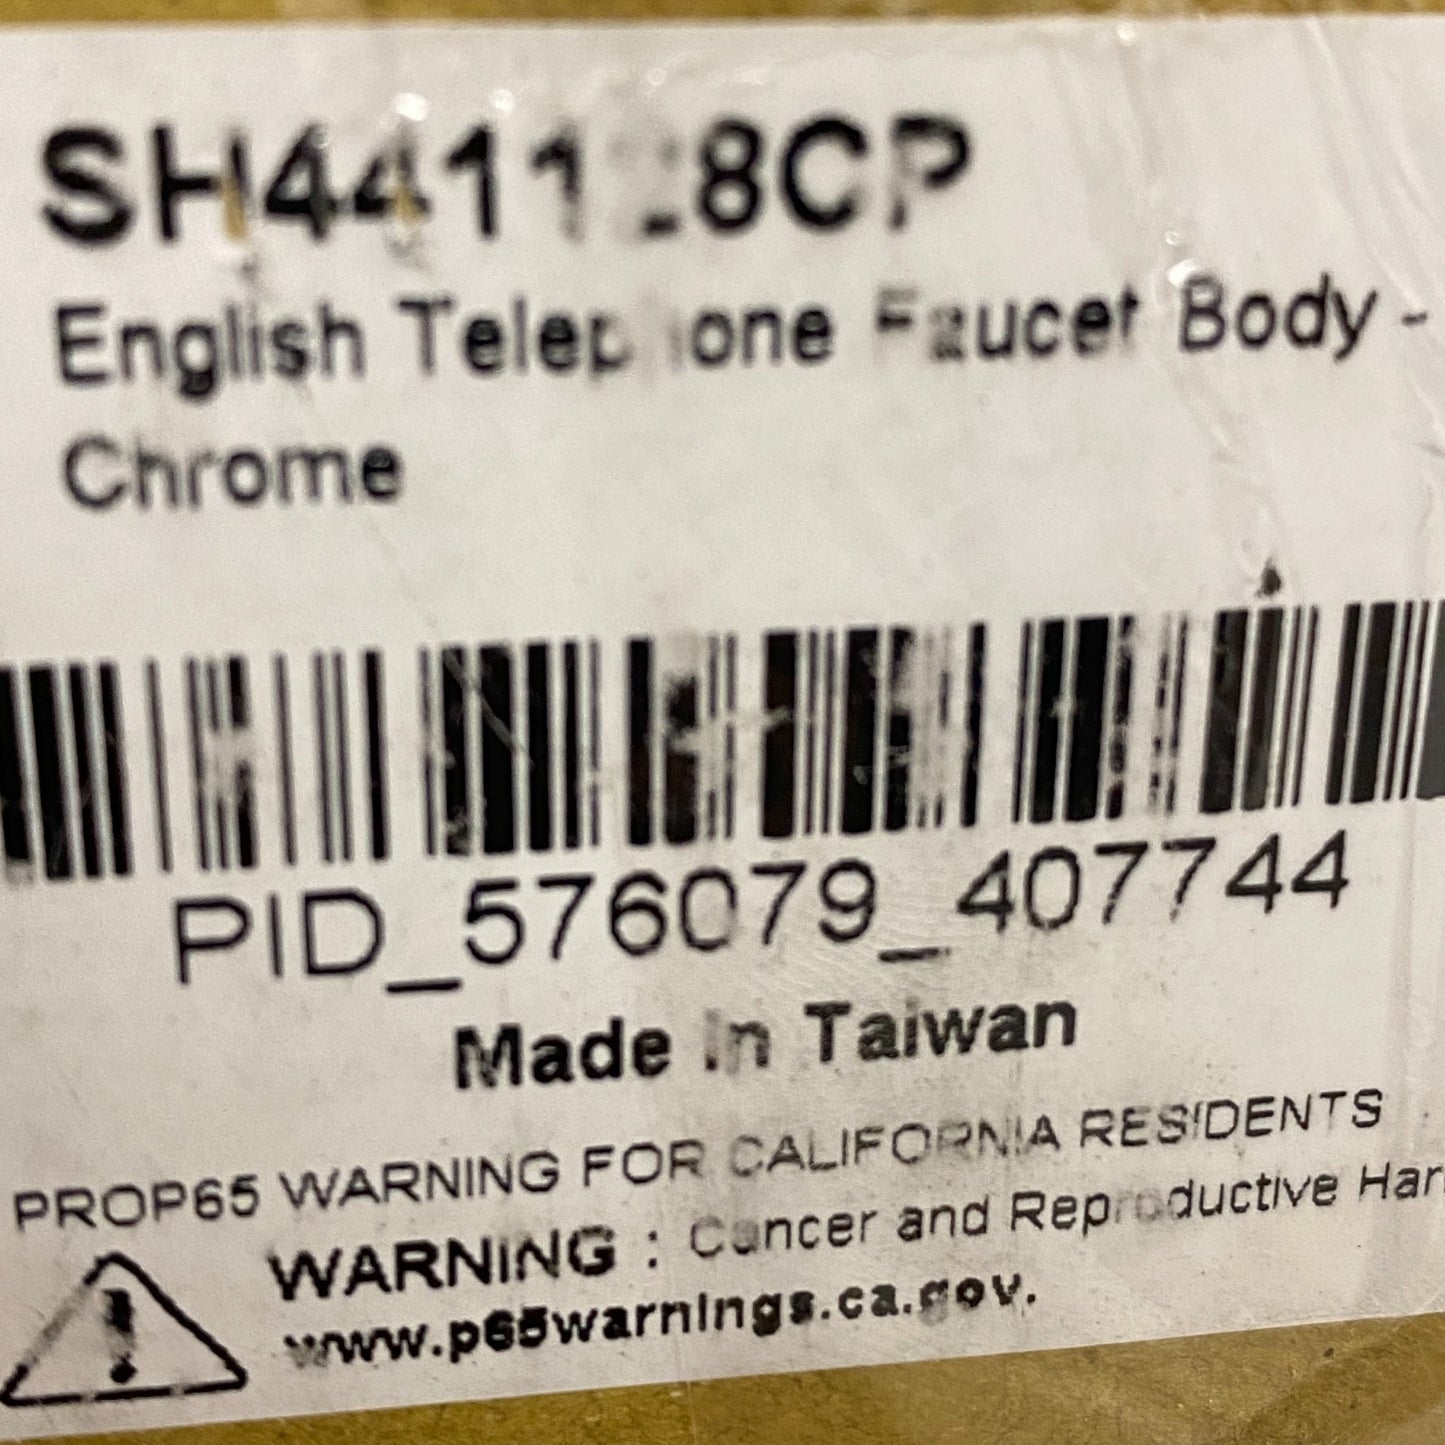 English Telephone Faucet Body -
Chrome
PID_576079_407744
Made in Taiwan
PROP65 WARNING FOR CALIFORNIA RESIDENTS
WARNING : Cancer and Reproductive Har
www.p65warnings.ca.gov.